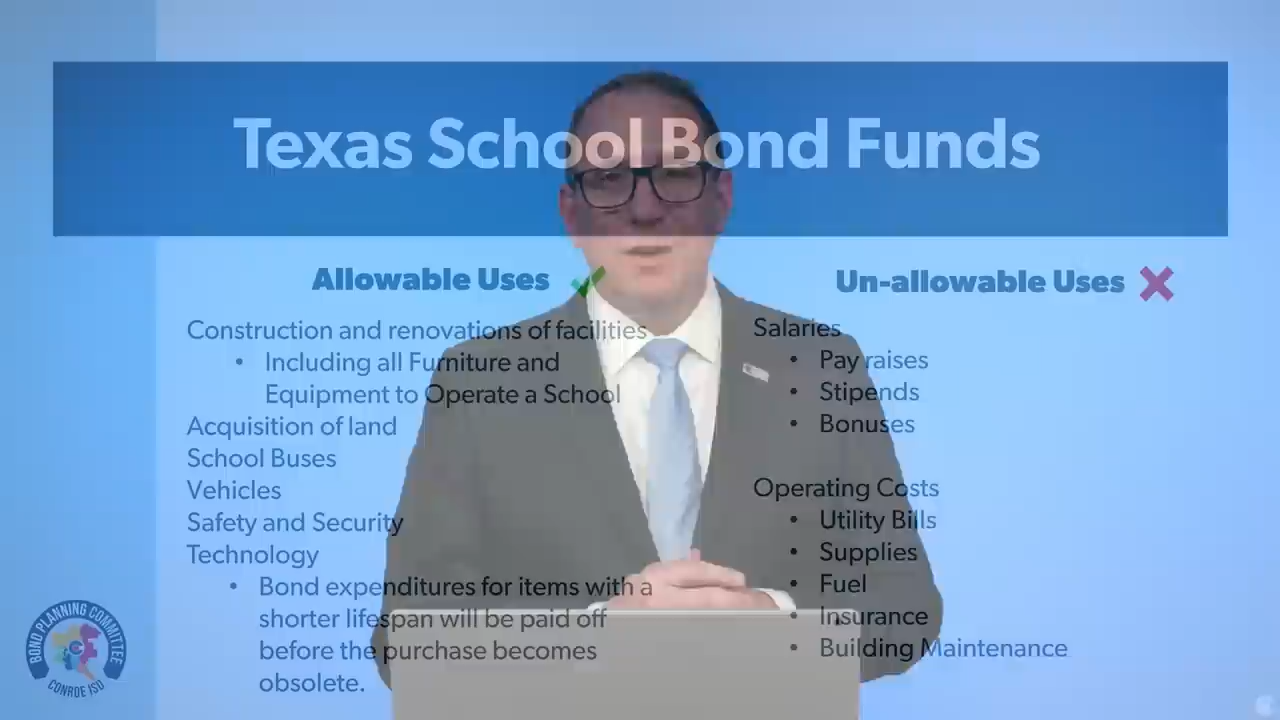 Texas School Bond Funds
Allowable Uses
Construction and renovations of facilities
• Including all Furniture and
Equipment to Operate a School
Acquisition of land
School Buses
Vehicles
Safety and Security
Technology
• Bond expenditures for items with a
shorter lifespan will be paid off
before the purchase becomes
obsolete.
Un-allowable Uses
Salaries
• Pay raises
• Stipends
• Bonuses
Operating Costs
• Utility Bills
• Supplies
• Fuel
• Insurance
• Building Maintenance
BOND PLANNING COMMITTEE
CONROE ISD